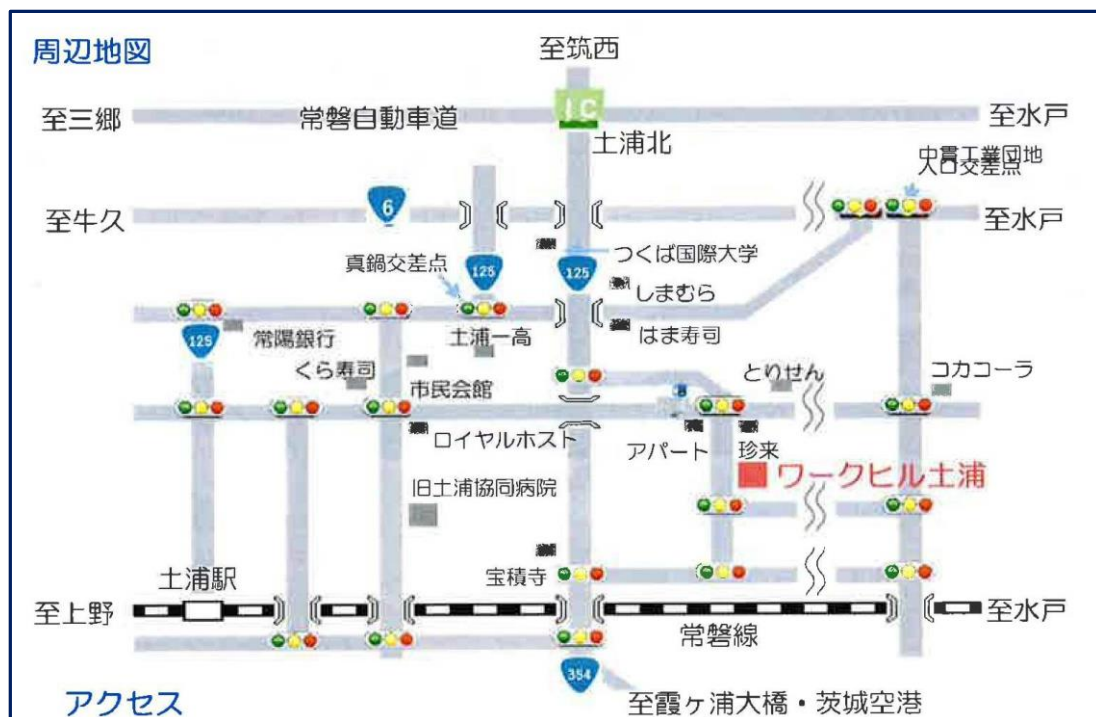 周辺地図
至筑西
至三郷
常磐自動車道
IC
至水戸
土浦北
中貫工業団地
入口交差点
至牛久
6
至水戸
つくば国際大学
真鍋交差点
125
125
しまむら
125
常陽銀行
土浦一高
はま寿司
くら寿司
市民会館
とりせん
コカコーラ
ロイヤルホスト
アパート
珍来
ワークヒル土浦
旧土浦協同病院
土浦駅
宝積寺
至上野
至水戸
常磐線
354
至霞ヶ浦大橋・茨城空港
アクセス